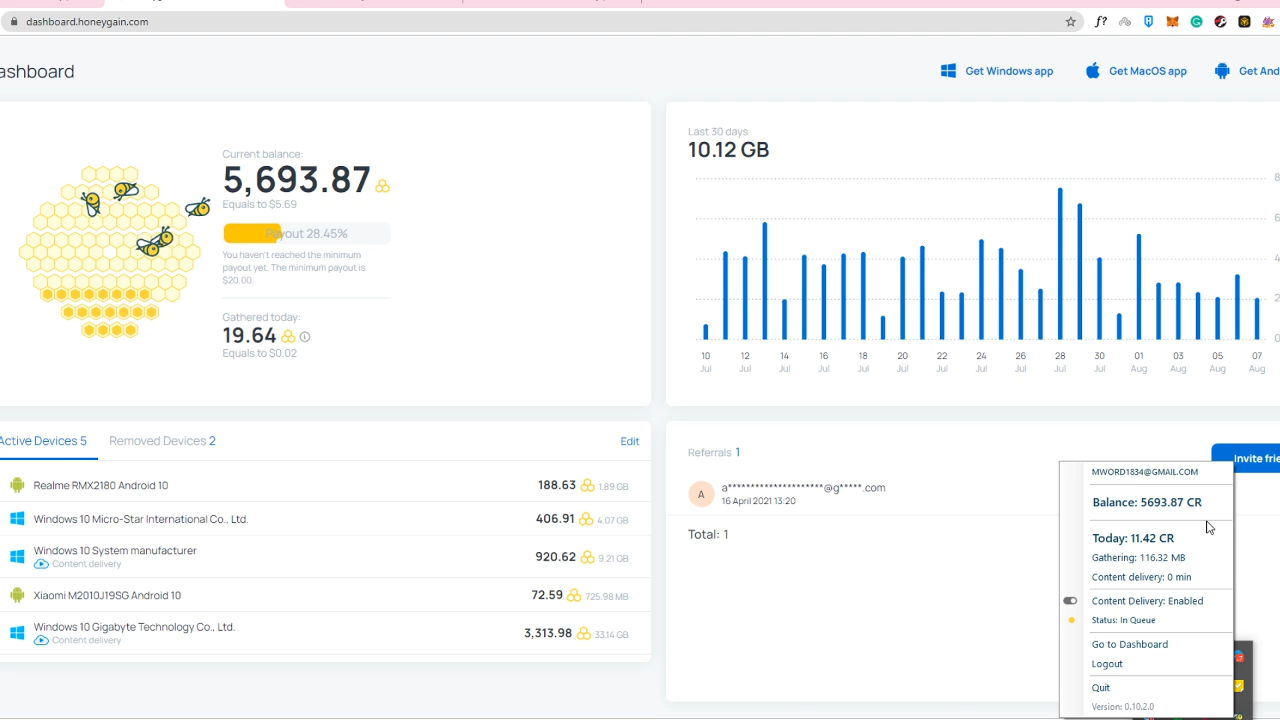 dashboard.honeygain.com
f?
ashboard
Get Windows app
Get MacOS app
Get And
Current balance:
5,693.87
Equals to $5.69
Payout 28.45%
You haven't reached the minimum
payout yet. The minimum payout is
$20.00.
Gathered today:
19.64
Equals to $0.02
Last 30 days
10.12 GB
8
6
4
2
0
10 12 14 16 18 20 22 24 26 28 30 01 03 05 07
Jul Jul Jul Jul Jul Jul Jul Jul Jul Jul Jul Aug Aug Aug Aug
Active Devices 5
Removed Devices 2
Edit
Realme RMX2180 Android 10
188.63 1.89 GB
Windows 10 Micro-Star International Co., Ltd.
406.91 4.07 GB
Windows 10 System manufacturer
Content delivery
920.62 9.21 GB
Xiaomi M2010J19SG Android 10
72.59 725.98 MB
Windows 10 Gigabyte Technology Co., Ltd.
Content delivery
3,313.98 33.14 GB
Referrals 1
Invite frie
A
a*********************@g*****.com
16 April 2021 13:20
Total: 1
MWORD1834@GMAIL.COM
Balance: 5693.87 CR
Today: 11.42 CR
Gathering: 116.32 MB
Content delivery: 0 min
Content Delivery: Enabled
Status: In Queue
Go to Dashboard
Logout
Quit
Version: 0.10.2.0